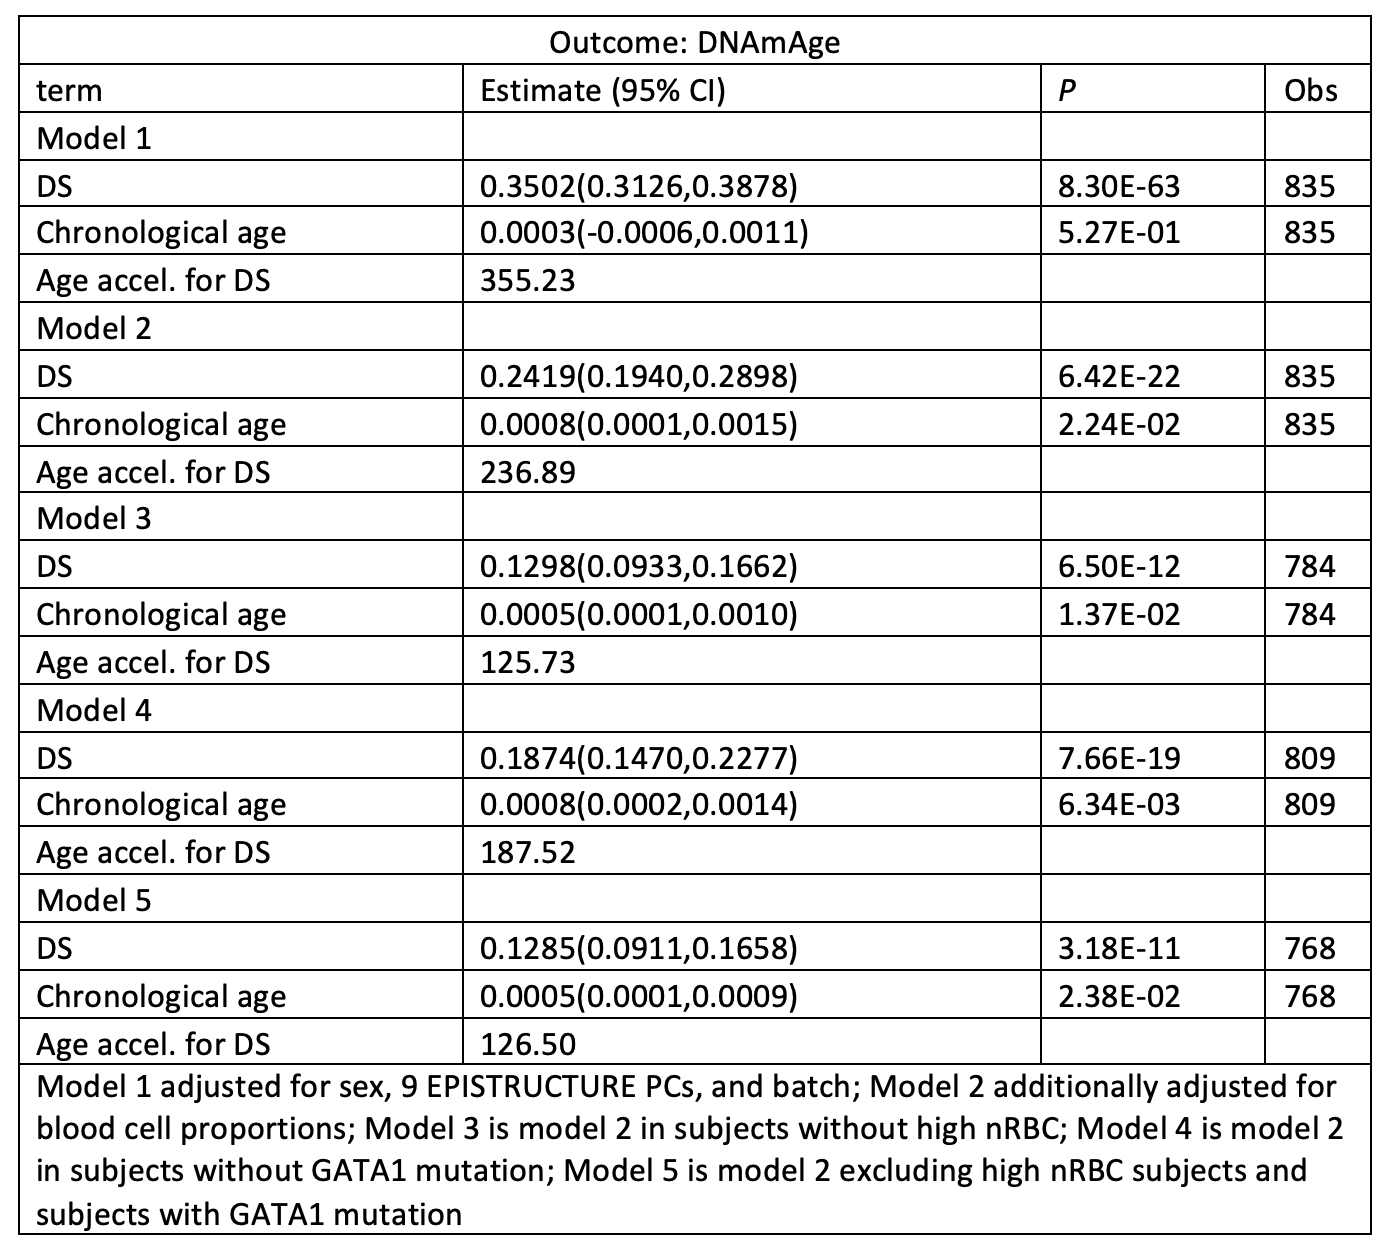 Outcome: DNAmAge
term Estimate (95% CI) P Obs
Model 1
DS 0.3502(0.3126,0.3878) 8.30E-63 835
Chronological age 0.0003(-0.0006,0.0011) 5.27E-01 835
Age accel. for DS 355.23
Model 2
DS 0.2419(0.1940,0.2898) 6.42E-22 835
Chronological age 0.0008(0.0001,0.0015) 2.24E-02 835
Age accel. for DS 236.89
Model 3
DS 0.1298(0.0933,0.1662) 6.50E-12 784
Chronological age 0.0005(0.0001,0.0010) 1.37E-02 784
Age accel. for DS 125.73
Model 4
DS 0.1874(0.1470,0.2277) 7.66E-19 809
Chronological age 0.0008(0.0002,0.0014) 6.34E-03 809
Age accel. for DS 187.52
Model 5
DS 0.1285(0.0911,0.1658) 3.18E-11 768
Chronological age 0.0005(0.0001,0.0009) 2.38E-02 768
Age accel. for DS 126.50
Model 1 adjusted for sex, 9 EPISTRUCTURE PCs, and batch; Model 2 additionally adjusted for
blood cell proportions; Model 3 is model 2 in subjects without high nRBC; Model 4 is model 2
in subjects without GATA1 mutation; Model 5 is model 2 excluding high nRBC subjects and
subjects with GATA1 mutation